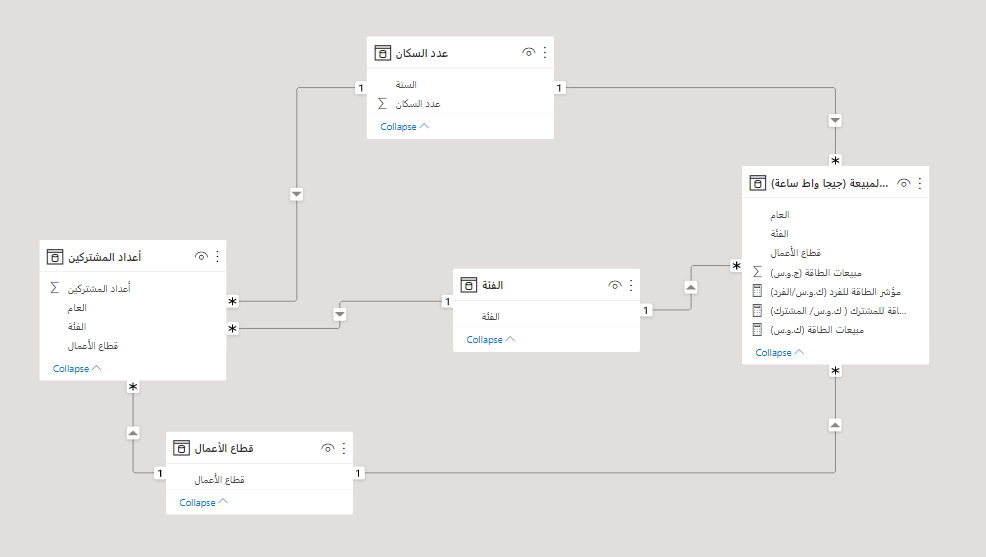 عدد السكان
السنة
عدد السكان
Collapse
1
1
*
...لمبيعة (جيجا واط ساعة)
العام
الفئة
قطاع الأعمال
مبيعات الطاقة (ج.و.س)
مؤشر الطاقة للفرد (ك.و.س/الفرد)
...اقة للمشترك ( ك.و.س/ المشترك)
مبيعات الطاقة (ك.و.س)
Collapse
*
*
أعداد المشتركين
أعداد المشتركين
العام
الفئة
قطاع الأعمال
Collapse
*
*
*
الفئة
الفئة
Collapse
1
1
قطاع الأعمال
قطاع الأعمال
Collapse
1
1